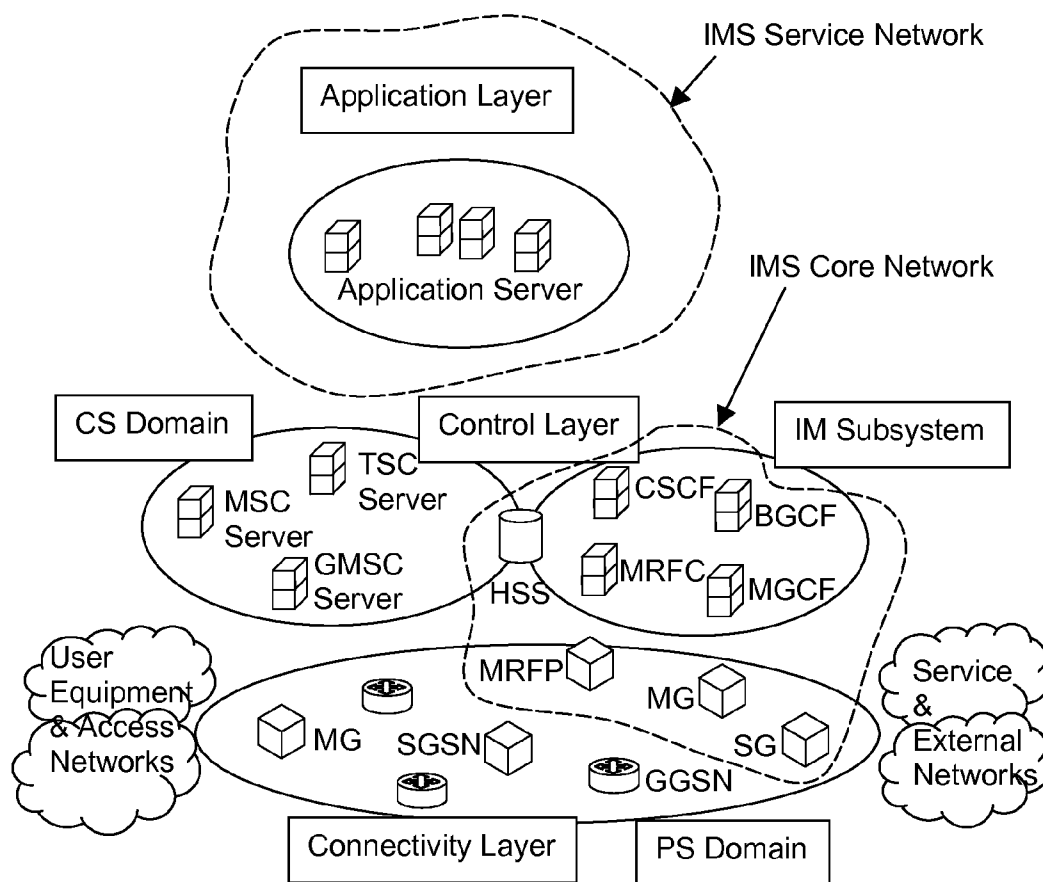 IMS Service Network
Application Layer
Application Server
IMS Core Network
CS Domain
Control Layer
IM Subsystem
TSC
Server
MSC
Server
GMSC
Server
HSS
CSCF
BGCF
MRFC
MGCF
User
Equipment
& Access
Networks
MRFP
MG
MG
SGSN
SG
GGSN
Service
&
External
Networks
Connectivity Layer
PS Domain